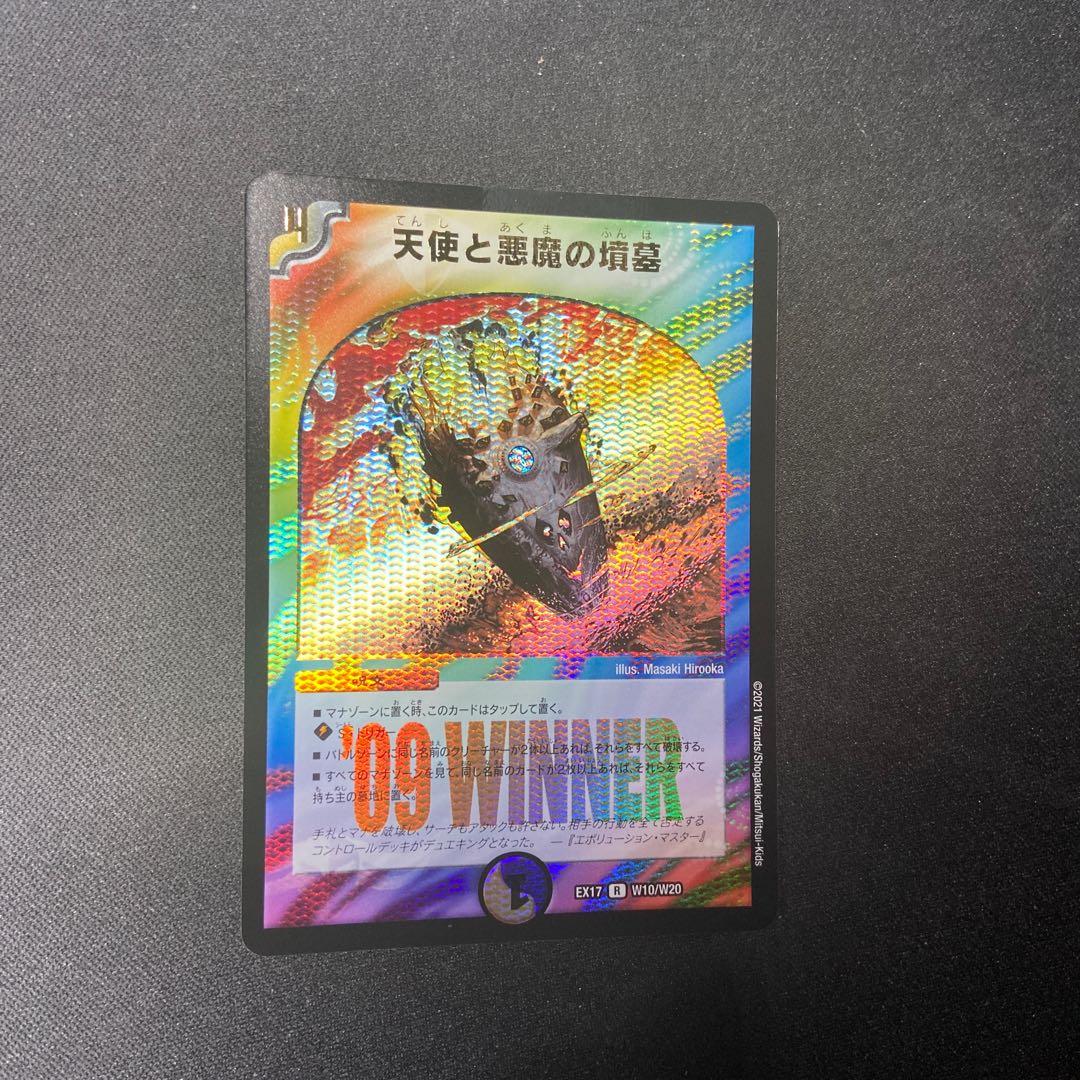 天使と悪魔の墳墓
てんし あくま ふんぼ
illus. Masaki Hirooka
呪文
■ マナゾーンに置く時、このカードはタップして置く。
S・トリガー
■ バトルゾーンに同じ名前のクリーチャーが2体以上あれば、それらをすべて破壊する。
■ すべてのマナゾーンを見て、同じ名前のカードが2枚以上あれば、それらをすべて
持ち主の墓地に置く。
'09 WINNER
手札とマナを破壊し、サーチもアタックも許さない。相手の行動を全て否定する
コントロールデッキがデュエキングとなった。 ―『エボリューション・マスター』
EX17 R W10/W20
©2021 Wizards/Shogakukan/Mitsui-Kids